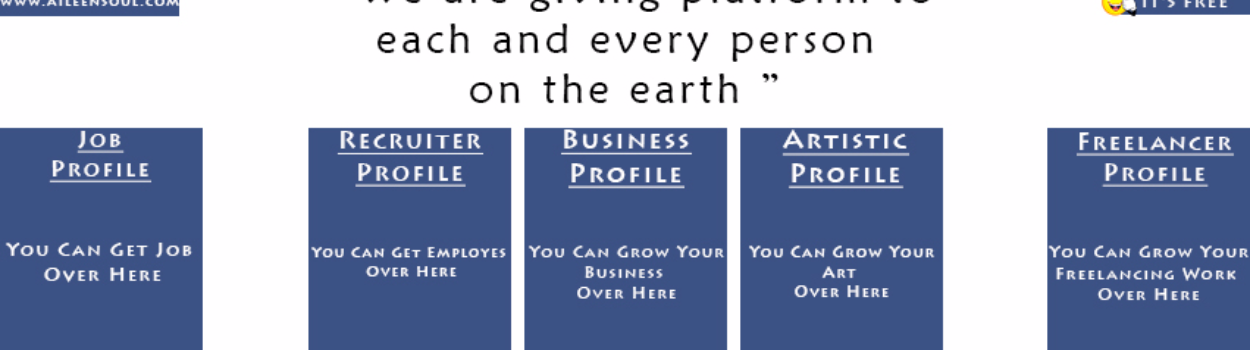 WWW.AILEENSOUL.COM
IT'S FREE
we are giving platform to
each and every person
on the earth ”
JOB
PROFILE
YOU CAN GET JOB
OVER HERE
RECRUITER
PROFILE
YOU CAN GET EMPLOYES
OVER HERE
BUSINESS
PROFILE
YOU CAN GROW YOUR
BUSINESS
OVER HERE
ARTISTIC
PROFILE
YOU CAN GROW YOUR
ART
OVER HERE
FREELANCER
PROFILE
YOU CAN GROW YOUR
FREELANCING WORK
OVER HERE